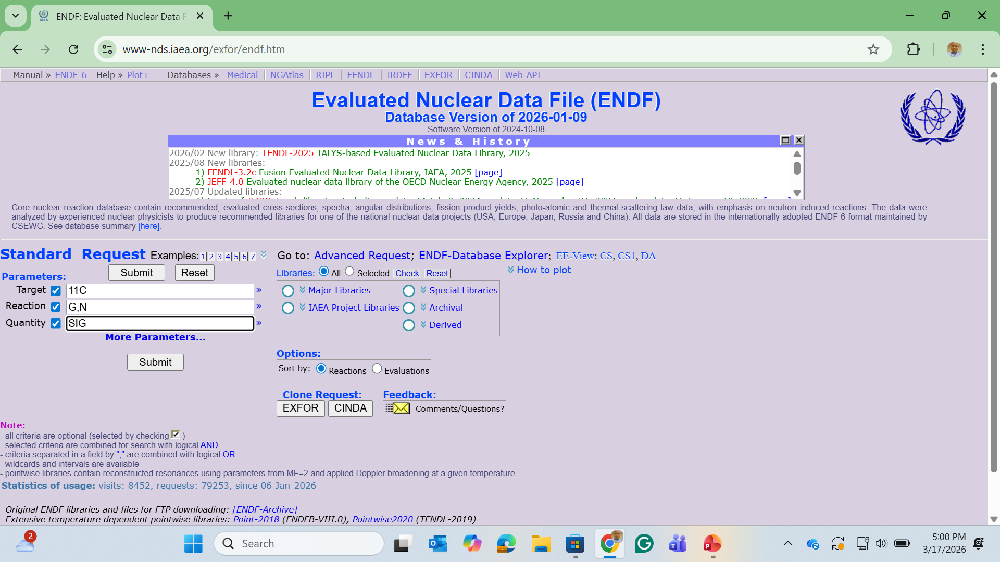 ENDF: Evaluated Nuclear Data F
www-nds.iaea.org/exfor/endf.htm
Manual » ENDF-6 Help » Plot+ Databases » Medical | NGAtlas | RIPL | FENDL | IRDFF | EXFOR | CINDA | Web-API
Evaluated Nuclear Data File (ENDF)
Database Version of 2026-01-09
Software Version of 2024-10-08
News & History
2026/02 New library: TENDL-2025 TALYS-based Evaluated Nuclear Data Library, 2025
2025/08 New libraries:
1) FENDL-3.2c Fusion Evaluated Nuclear Data Library, IAEA, 2025 [page]
2) JEFF-4.0 Evaluated nuclear data library of the OECD Nuclear Energy Agency, 2025 [page]
2025/07 Updated libraries:
Core nuclear reaction database contain recommended, evaluated cross sections, spectra, angular distributions, fission product yields, photo-atomic and thermal scattering law data, with emphasis on neutron induced reactions. The data were
analyzed by experienced nuclear physicists to produce recommended libraries for one of the national nuclear data projects (USA, Europe, Japan, Russia and China). All data are stored in the internationally-adopted ENDF-6 format maintained by
CSEWG. See database summary [here].
Standard Request Examples: 1 2 3 4 5 6 7
Go to: Advanced Request; ENDF-Database Explorer; EE-View: CS, CS1, DA
Parameters: Submit Reset
Libraries: All Selected Check Reset
How to plot
Target 11C »
Reaction G,N »
Quantity SIG »
More Parameters...
Submit
Major Libraries
Special Libraries
IAEA Project Libraries
Archival
Derived
Options:
Sort by: Reactions Evaluations
Clone Request: Feedback:
EXFOR CINDA Comments/Questions?
Note:
- all criteria are optional (selected by checking )
- selected criteria are combined for search with logical AND
- criteria separated in a field by ";" are combined with logical OR
- wildcards and intervals are available
- pointwise libraries contain reconstructed resonances using parameters from MF=2 and applied Doppler broadening at a given temperature.
Statistics of usage: visits: 8452, requests: 79253, since 06-Jan-2026
Original ENDF libraries and files for FTP downloading: [ENDF-Archive]
Extensive temperature dependent pointwise libraries: Point-2018 (ENDFB-VIII.0), Pointwise2020 (TENDL-2019)
2
Search
5:00 PM
3/17/2026